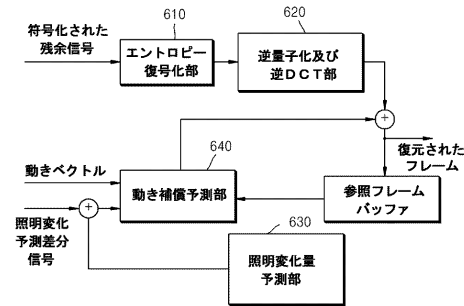 610
620
符号化された
残余信号
エントロピー
復号化部
逆量子化及び
逆DCT部
+
640
復元された
フレーム
動きベクトル
動き補償予測部
参照フレーム
バッファ
+
照明変化
予測差分
信号
630
照明変化量
予測部